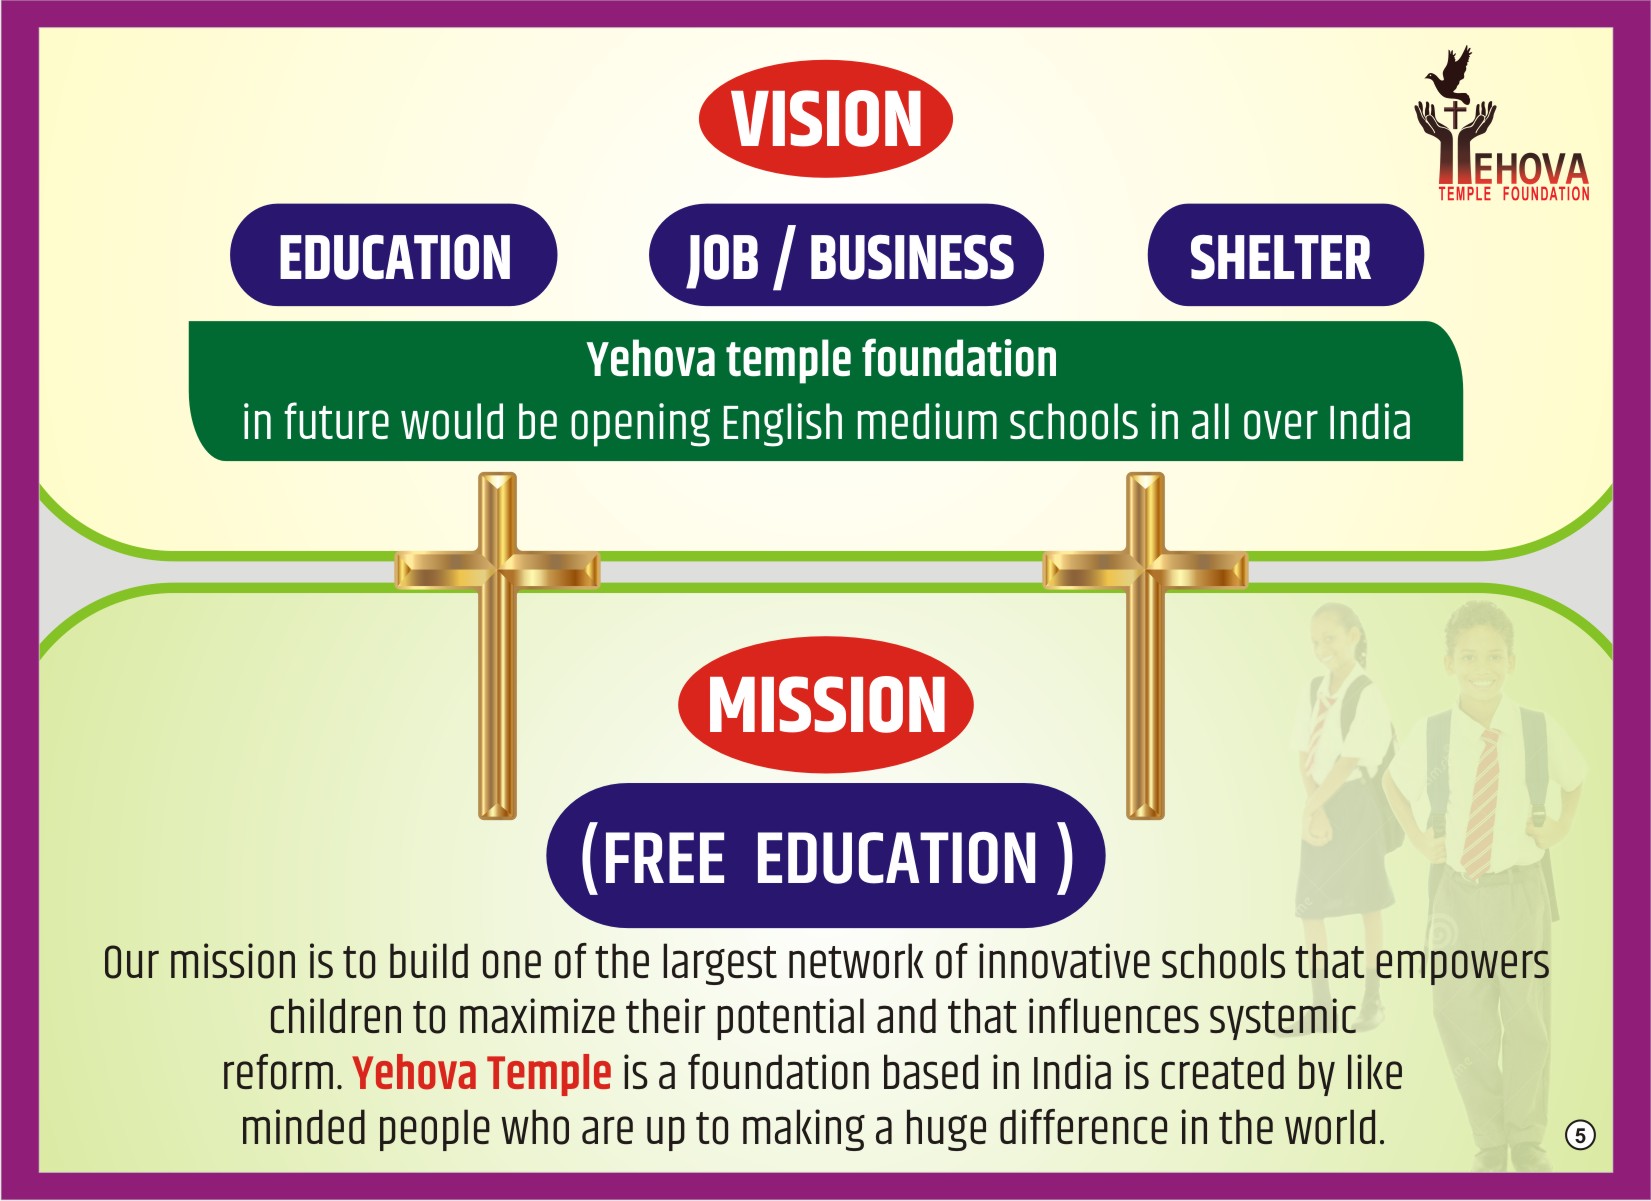 VISION
EHOVA
TEMPLE FOUNDATION
EDUCATION
JOB / BUSINESS
SHELTER
Yehova temple foundation
in future would be opening English medium schools in all over India
MISSION
(FREE EDUCATION )
Our mission is to build one of the largest network of innovative schools that empowers
children to maximize their potential and that influences systemic
reform. Yehova Temple is a foundation based in India is created by like
minded people who are up to making a huge difference in the world.
5